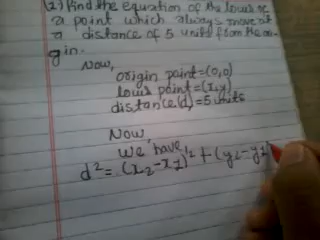 (2) find the equation of the locus of
a point which always move at
a distance of 5 units from the ori-
gin.
Now,
origin point=(0,0)
locus point=(x,y)
distance(d)=5 units
Now
We have,
d² = (x₂-x₁)^1/2 + (y₂-y₁)